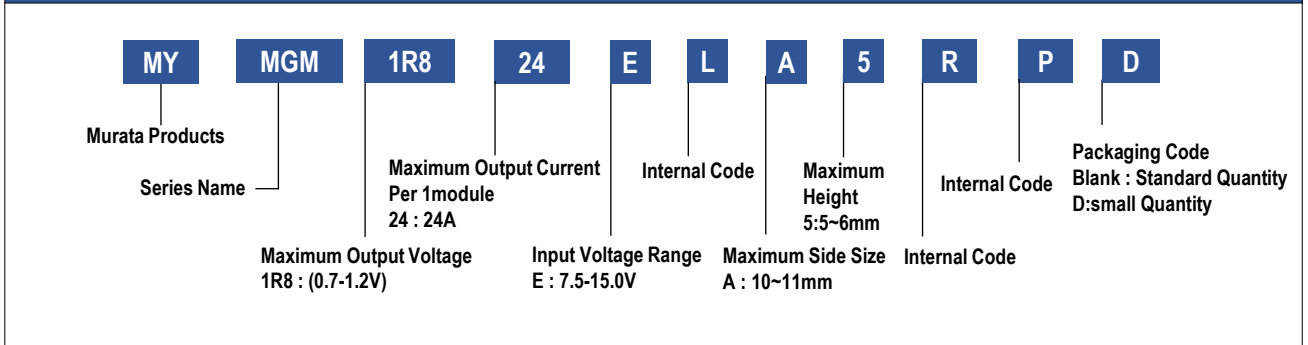 MY MGM 1R8 24 E L A 5 R P D
Murata Products
Series Name
Maximum Output Voltage
1R8 : (0.7-1.2V)
Maximum Output Current
Per 1module
24 : 24A
Input Voltage Range
E : 7.5-15.0V
Internal Code
Maximum Side Size
A : 10~11mm
Maximum
Height
5:5~6mm
Internal Code
Internal Code
Packaging Code
Blank : Standard Quantity
D:small Quantity